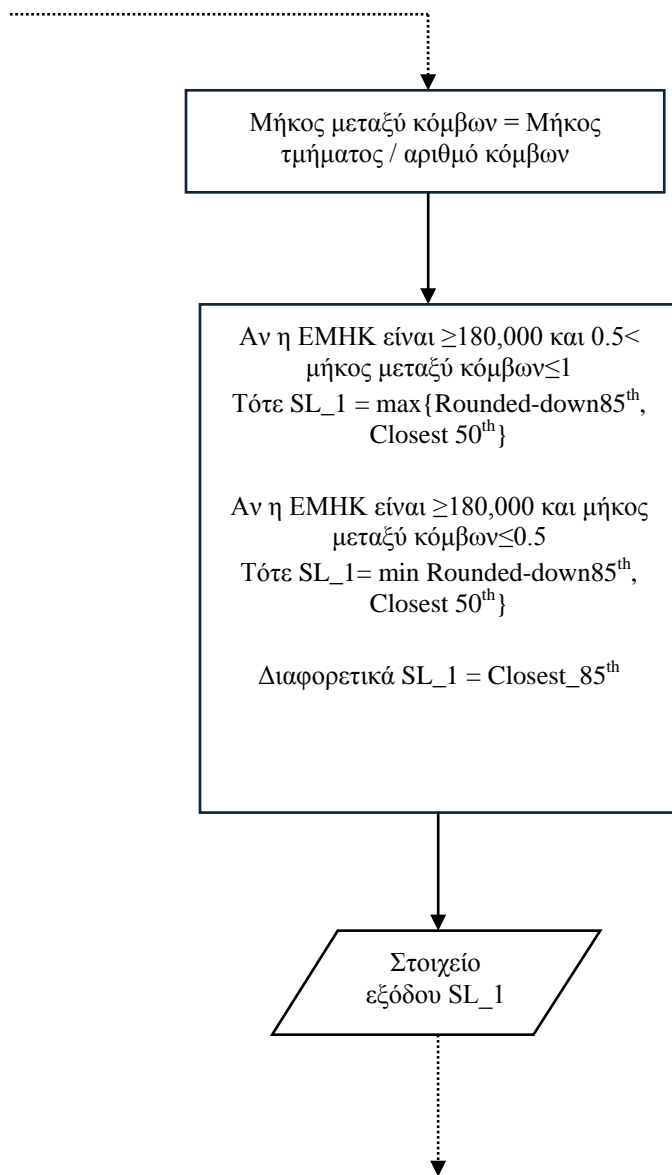 Μήκος μεταξύ κόμβων = Μήκος
τμήματος / αριθμό κόμβων
Αν η ΕΜΗΚ είναι ≥180,000 και 0.5<
μήκος μεταξύ κόμβων≤1
Τότε SL_1 = max{Rounded-down85th,
Closest 50th}
Αν η ΕΜΗΚ είναι ≥180,000 και μήκος
μεταξύ κόμβων≤0.5
Τότε SL_1= min Rounded-down85th,
Closest 50th}
Διαφορετικά SL_1 = Closest_85th
Στοιχείο
εξόδου SL_1